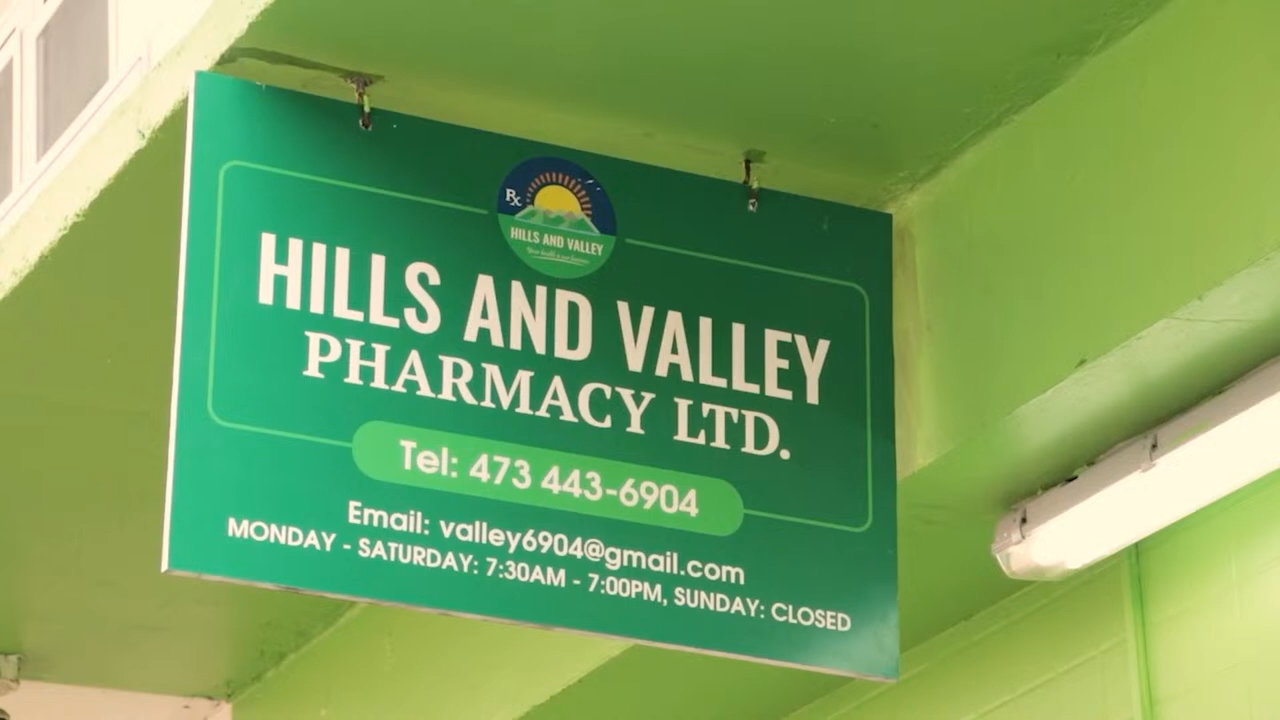 Rx
HILLS AND VALLEY
HILLS AND VALLEY
PHARMACY LTD.
Tel: 473 443-6904
Email: valley6904@gmail.com
MONDAY - SATURDAY: 7:30AM - 7:00PM, SUNDAY: CLOSED